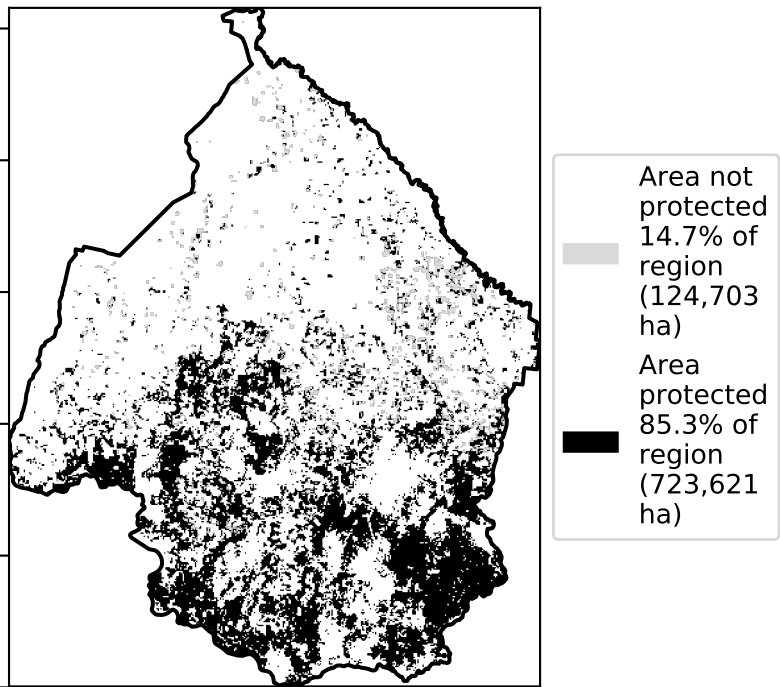 Area not
protected
14.7% of
region
(124,703
ha)
Area
protected
85.3% of
region
(723,621
ha)